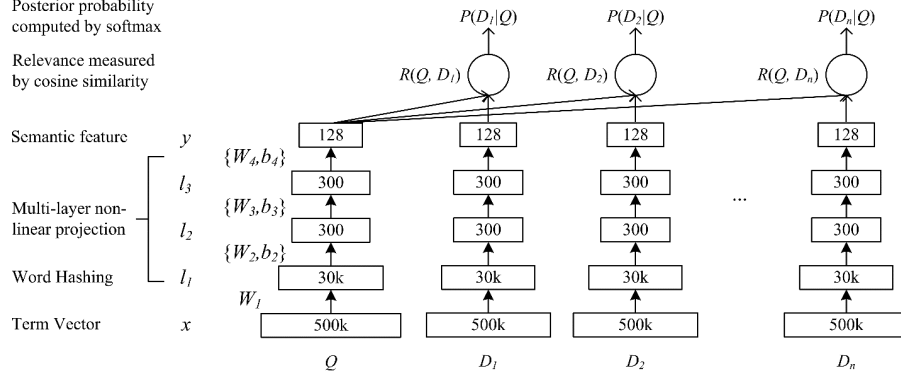 Posterior probability
computed by softmax
P(D1|Q) P(D2|Q) P(Dn|Q)
Relevance measured
by cosine similarity
R(Q, D1) R(Q, D2) R(Q, Dn)
Semantic feature y 128 128 128 128
{W4,b4}
l3 300 300 300 300
{W3,b3}
Multi-layer non-
linear projection
l2 300 300 300 300
...
{W2,b2}
Word Hashing l1 30k 30k 30k 30k
W1
Term Vector x 500k 500k 500k 500k
Q D1 D2 Dn